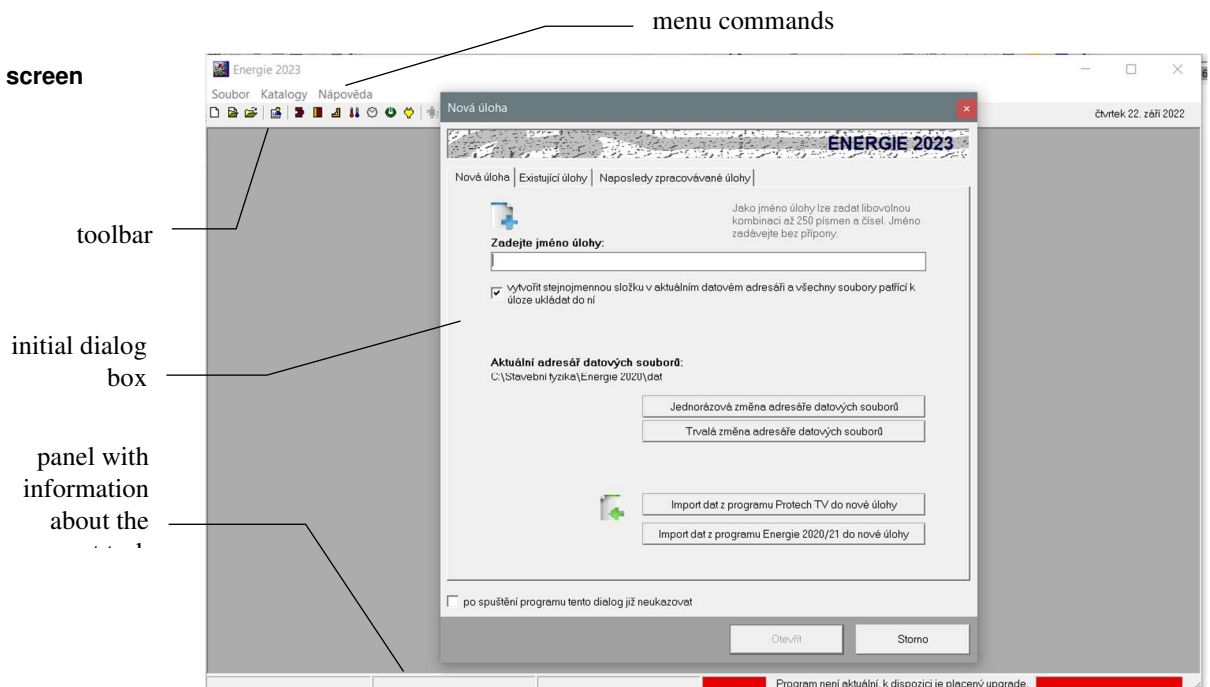 menu commands
screen
Energie 2023
Soubor Katalogy Nápověda
čtvrtek 22. září 2022
toolbar
initial dialog
box
panel with
information
about the
Nová úloha
ENERGIE 2023
Nová úloha Existující úlohy Naposledy zpracovávané úlohy
Jako jméno úlohy lze zadat libovolnou
kombinaci až 250 písmen a čísel. Jméno
zadávejte bez přípony.
Zadejte jméno úlohy:
vytvořit stejnojmennou složku v aktuálním datovém adresáři a všechny soubory patřící k
úloze ukládat do ní
Aktuální adresář datových souborů:
C:\Stavební fyzika\Energie 2020\dat
Jednorázová změna adresáře datových souborů
Trvalá změna adresáře datových souborů
Import dat z programu Protech TV do nové úlohy
Import dat z programu Energie 2020/21 do nové úlohy
po spuštění programu tento dialog již neukazovat
Otevřít Storno
Program není aktuální, k dispozici je placený upgrade.